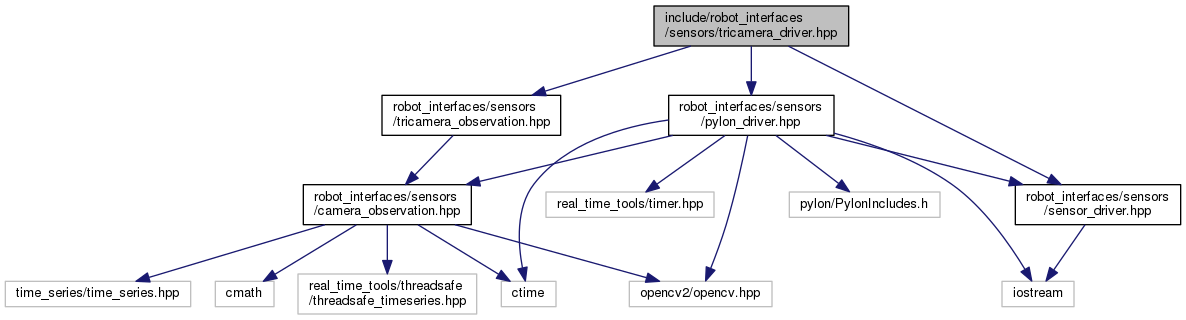 include/robot_interfaces
/sensors/tricamera_driver.hpp
robot_interfaces/sensors
/tricamera_observation.hpp
robot_interfaces/sensors
/pylon_driver.hpp
robot_interfaces/sensors
/camera_observation.hpp
real_time_tools/timer.hpp
pylon/PylonIncludes.h
robot_interfaces/sensors
/sensor_driver.hpp
time_series/time_series.hpp
cmath
real_time_tools/threadsafe
/threadsafe_timeseries.hpp
ctime
opencv2/opencv.hpp
iostream